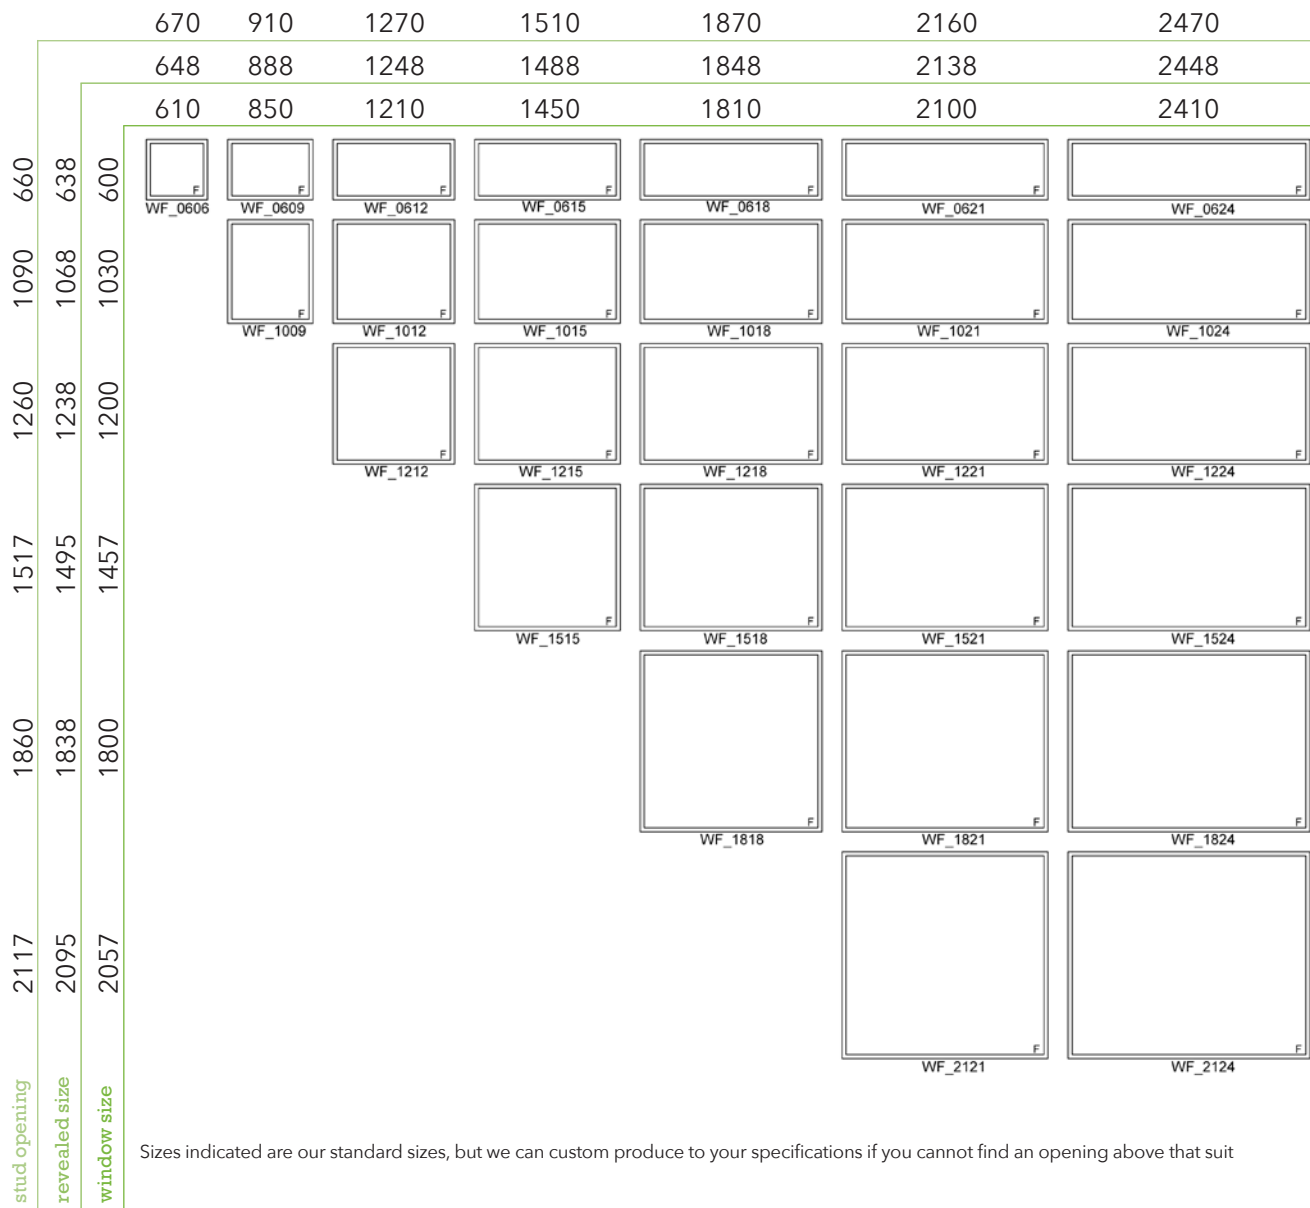 670 910 1270 1510 1870 2160 2470
648 888 1248 1488 1848 2138 2448
610 850 1210 1450 1810 2100 2410
660 638 600
F F F F F F F
WF_0606 WF_0609 WF_0612 WF_0615 WF_0618 WF_0621 WF_0624
1090 1068 1030
F F F F F F
WF_1009 WF_1012 WF_1015 WF_1018 WF_1021 WF_1024
1260 1238 1200
F F F F F
WF_1212 WF_1215 WF_1218 WF_1221 WF_1224
1517 1495 1457
F F F F
WF_1515 WF_1518 WF_1521 WF_1524
1860 1838 1800
F F F
WF_1818 WF_1821 WF_1824
2117 2095 2057
F F
WF_2121 WF_2124
stud opening
revealed size
window size
Sizes indicated are our standard sizes, but we can custom produce to your specifications if you cannot find an opening above that suit